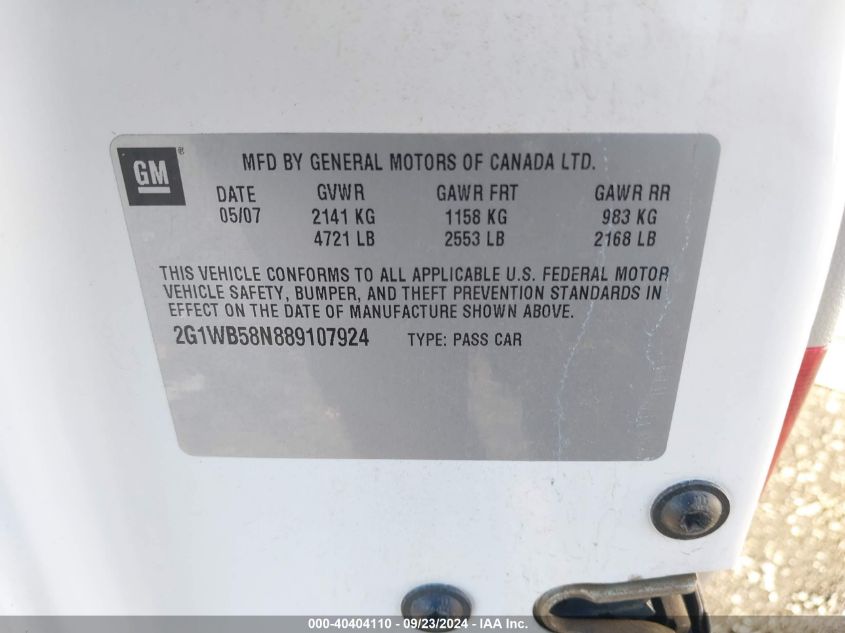 GM®
MFD BY GENERAL MOTORS OF CANADA LTD.
DATE GVWR GAWR FRT GAWR RR
05/07 2141 KG 1158 KG 983 KG
4721 LB 2553 LB 2168 LB
THIS VEHICLE CONFORMS TO ALL APPLICABLE U.S. FEDERAL MOTOR
VEHICLE SAFETY, BUMPER, AND THEFT PREVENTION STANDARDS IN
EFFECT ON THE DATE OF MANUFACTURE SHOWN ABOVE.
2G1WB58N889107924 TYPE: PASS CAR
000-40404110 - 09/23/2024 - IAA Inc.